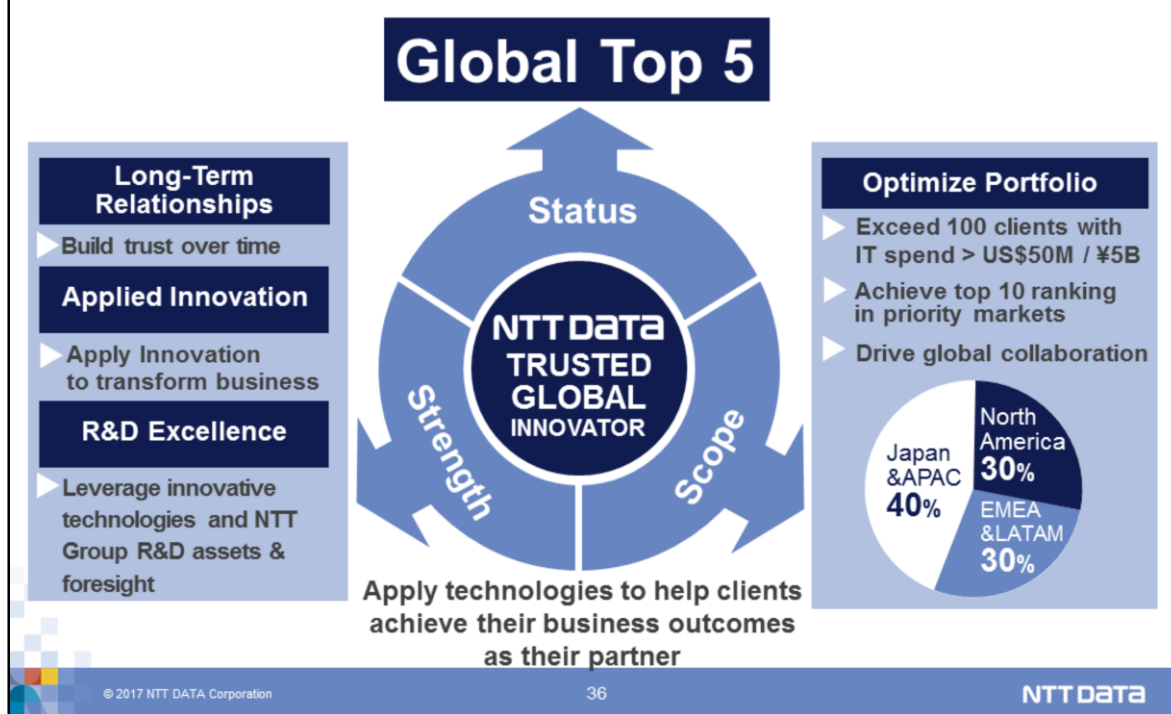 Global Top 5
Long-Term
Relationships
Build trust over time
Applied Innovation
Apply Innovation
to transform business
R&D Excellence
Leverage innovative
technologies and NTT
Group R&D assets &
foresight
Status
Strength
Scope
NTT DATA
TRUSTED
GLOBAL
INNOVATOR
Apply technologies to help clients
achieve their business outcomes
as their partner
Optimize Portfolio
Exceed 100 clients with
IT spend > US$50M / ¥5B
Achieve top 10 ranking
in priority markets
Drive global collaboration
North
America
30%
Japan
&APAC
40%
EMEA
&LATAM
30%
© 2017 NTT DATA Corporation
36
NTT DATA